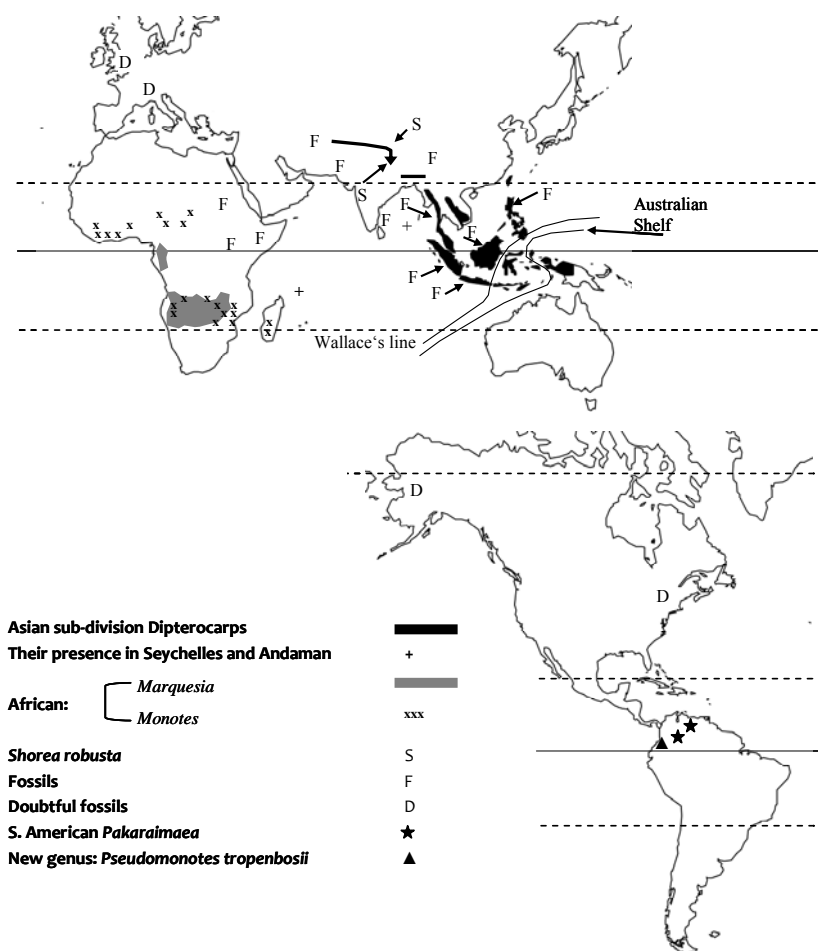 D
D
S
F
F
F
S
F
F
F
F
Australian
Shelf
F
F
F
F
+
x x x x
x x x x x
F
F
+
x x x x x x x x x x x
x x
Wallace's line
D
D
Asian sub-division Dipterocarps
Their presence in Seychelles and Andaman +
African:
Marquesia
Monotes xxx
Shorea robusta S
Fossils F
Doubtful fossils D
S. American Pakaraimaea ★
New genus: Pseudomonotes tropenbosii ▲